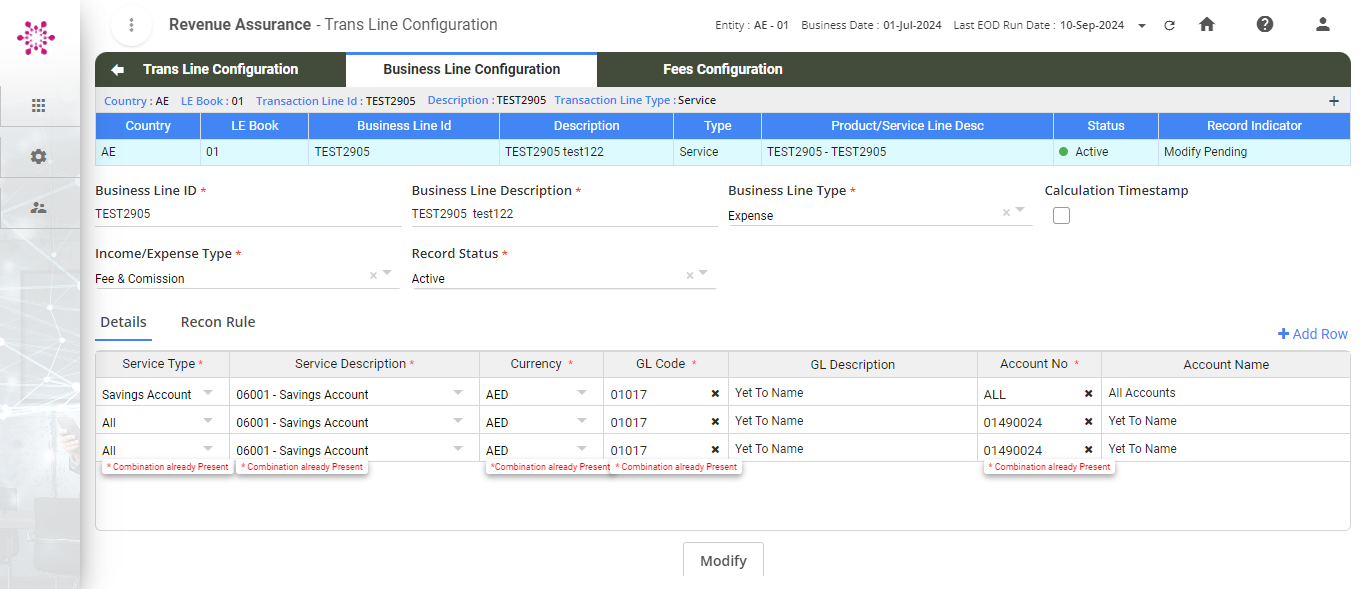 Revenue Assurance - Trans Line Configuration
Entity : AE - 01 Business Date : 01-Jul-2024 Last EOD Run Date : 10-Sep-2024
Trans Line Configuration Business Line Configuration Fees Configuration
Country : AE LE Book : 01 Transaction Line Id : TEST2905 Description : TEST2905 Transaction Line Type : Service
Country LE Book Business Line Id Description Type Product/Service Line Desc Status Record Indicator
AE 01 TEST2905 TEST2905 test122 Service TEST2905 - TEST2905 Active Modify Pending
Business Line ID * Business Line Description * Business Line Type * Calculation Timestamp
TEST2905 TEST2905 test122 Expense
Income/Expense Type * Record Status *
Fee & Comission Active
Details Recon Rule
Add Row
Service Type * Service Description * Currency * GL Code * GL Description Account No * Account Name
Savings Account 06001 - Savings Account AED 01017 Yet To Name ALL All Accounts
All 06001 - Savings Account AED 01017 Yet To Name 01490024 Yet To Name
All 06001 - Savings Account AED 01017 Yet To Name 01490024 Yet To Name
* Combination already Present * Combination already Present *Combination already Present * Combination already Present * Combination already Present
Modify